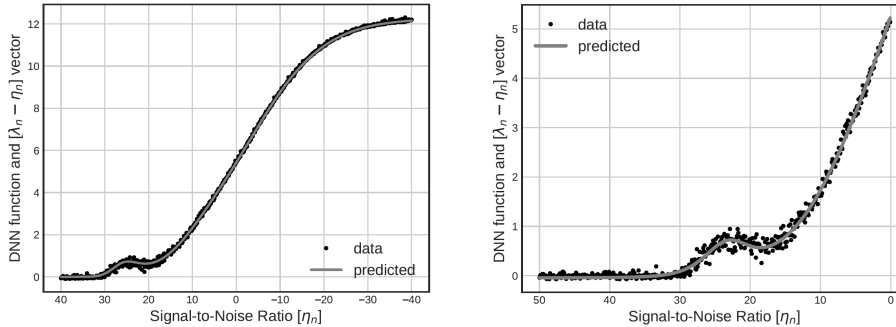 DNN function and [λn − ηn] vector
12
10
8
6
4
2
0
data
predicted
40 30 20 10 0 −10 −20 −30 −40
Signal-to-Noise Ratio [ηn]
DNN function and [λn − ηn] vector
5
4
3
2
1
0
data
predicted
50 40 30 20 10 0
Signal-to-Noise Ratio [ηn]